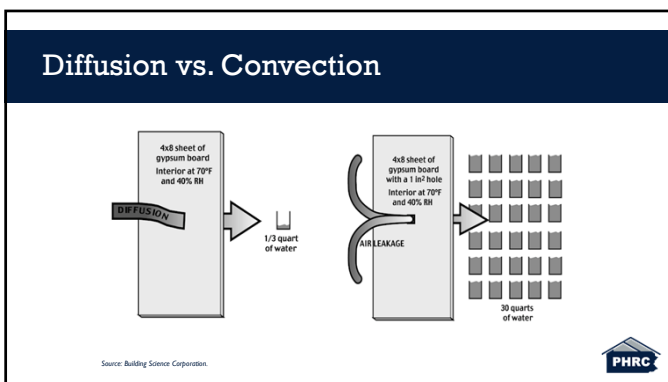 Diffusion vs. Convection
4x8 sheet of
gypsum board
Interior at 70°F
and 40% RH
DIFFUSION
1/3 quart
of water
4x8 sheet of
gypsum board
with a 1 in² hole
Interior at 70°F
and 40% RH
AIR LEAKAGE
30 quarts
of water
Source: Building Science Corporation.
PHRC